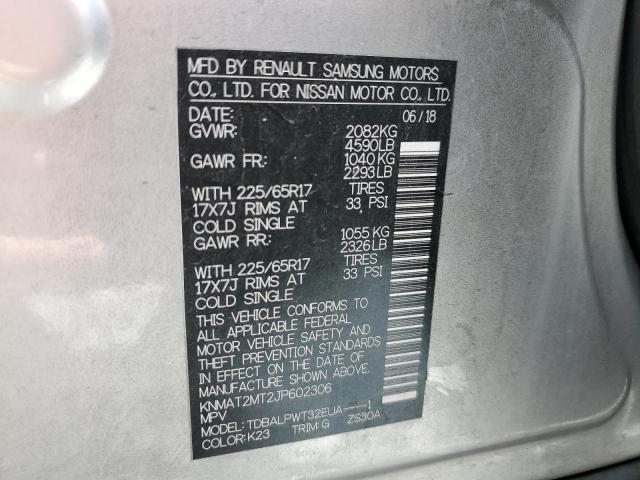 MFD BY RENAULT SAMSUNG MOTORS
CO., LTD. FOR NISSAN MOTOR CO., LTD.
DATE: 06/18
GVWR: 2082KG
4590LB
GAWR FR: 1040KG
2293LB
WITH 225/65R17 TIRES
17X7J RIMS AT 33 PSI
COLD SINGLE
GAWR RR: 1055KG
2326LB
WITH 225/65R17 TIRES
17X7J RIMS AT 33 PSI
COLD SINGLE
THIS VEHICLE CONFORMS TO
ALL APPLICABLE FEDERAL
MOTOR VEHICLE SAFETY AND
THEFT PREVENTION STANDARDS
IN EFFECT ON THE DATE OF
MANUFACTURE SHOWN ABOVE.
KNMAT2MT2JP602306
MPV
MODEL: TDBALPWT32EUA----1
COLOR: K23 TRIM: G ZS30A